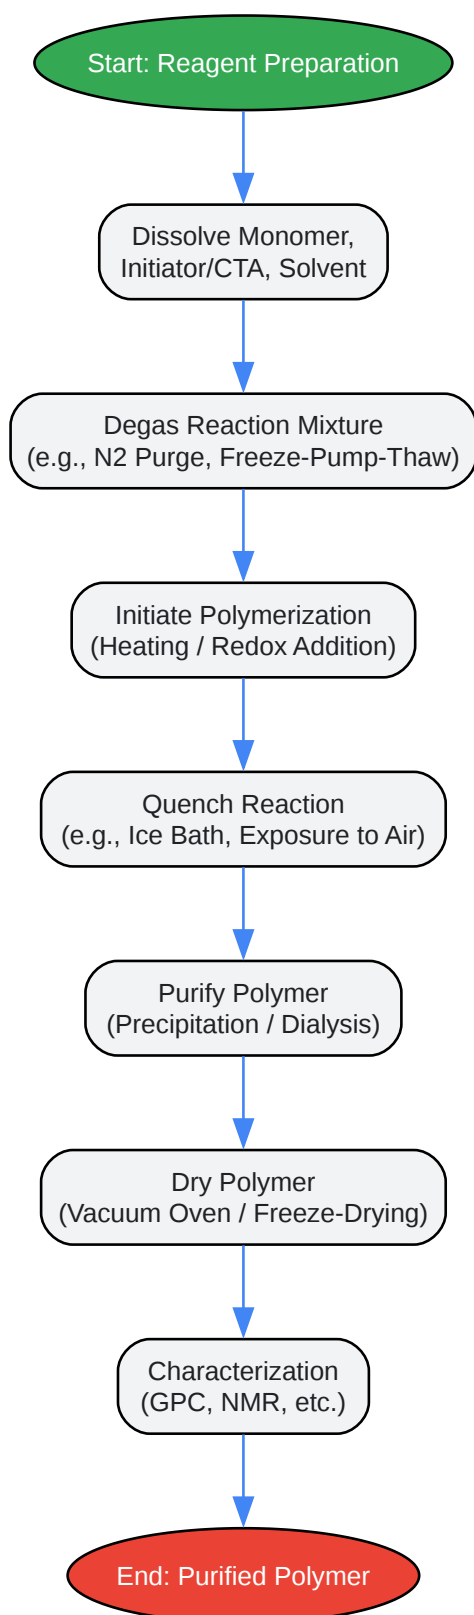 Start: Reagent Preparation
Dissolve Monomer,
Initiator/CTA, Solvent
Degas Reaction Mixture
(e.g., N2 Purge, Freeze-Pump-Thaw)
Initiate Polymerization
(Heating / Redox Addition)
Quench Reaction
(e.g., Ice Bath, Exposure to Air)
Purify Polymer
(Precipitation / Dialysis)
Dry Polymer
(Vacuum Oven / Freeze-Drying)
Characterization
(GPC, NMR, etc.)
End: Purified Polymer